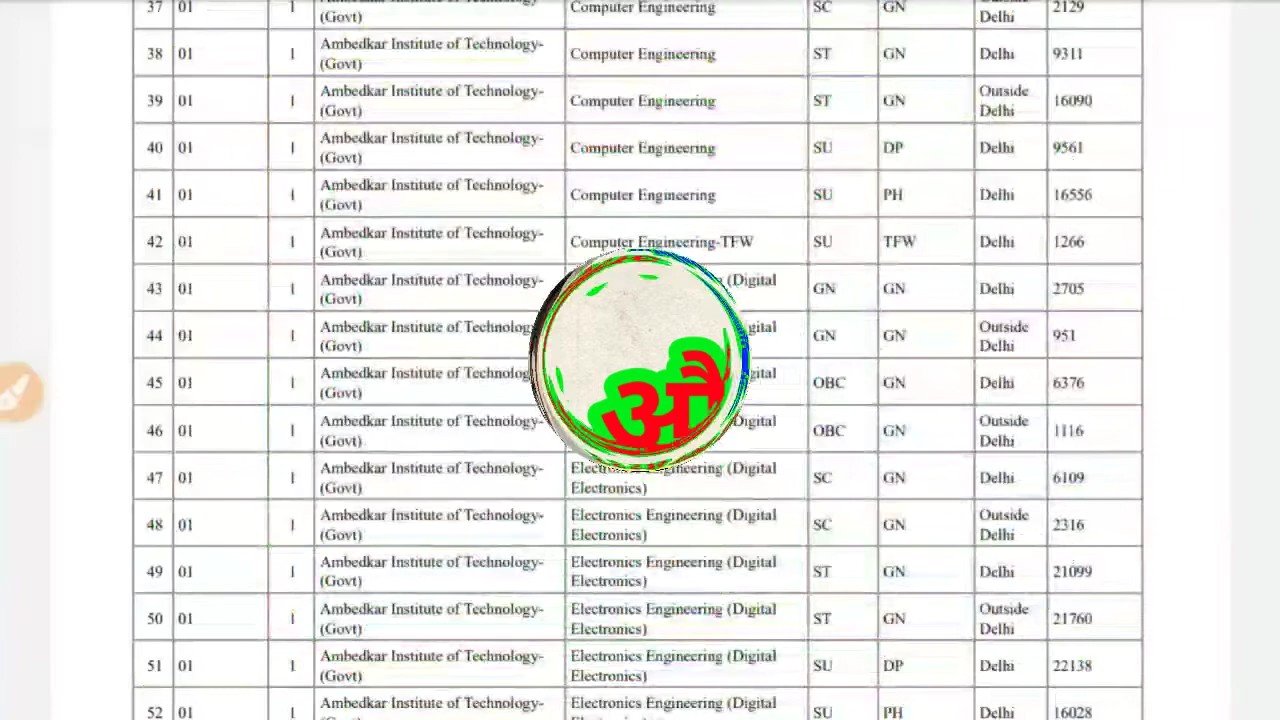 37 01 1 (Govt) Computer Engineering SC GN Delhi 2129
38 01 1 Ambedkar Institute of Technology- (Govt) Computer Engineering ST GN Delhi 9311
39 01 1 Ambedkar Institute of Technology- (Govt) Computer Engineering ST GN Outside Delhi 16090
40 01 1 Ambedkar Institute of Technology- (Govt) Computer Engineering SU DP Delhi 9561
41 01 1 Ambedkar Institute of Technology- (Govt) Computer Engineering SU PH Delhi 16556
42 01 1 Ambedkar Institute of Technology- (Govt) Computer Engineering-TFW SU TFW Delhi 1266
43 01 1 Ambedkar Institute of Technology- (Govt) (Digital GN GN Delhi 2705
44 01 1 Ambedkar Institute of Technology- (Govt) GN GN Outside Delhi 951
45 01 1 Ambedkar Institute of Technology- (Govt) OBC GN Delhi 6376
46 01 1 Ambedkar Institute of Technology- (Govt) Digital OBC GN Outside Delhi 1116
47 01 1 Ambedkar Institute of Technology- (Govt) (Digital Electronics) SC GN Delhi 6109
48 01 1 Ambedkar Institute of Technology- (Govt) Electronics Engineering (Digital Electronics) SC GN Outside Delhi 2316
49 01 1 Ambedkar Institute of Technology- (Govt) Electronics Engineering (Digital Electronics) ST GN Delhi 21099
50 01 1 Ambedkar Institute of Technology- (Govt) Electronics Engineering (Digital Electronics) ST GN Outside Delhi 21760
51 01 1 Ambedkar Institute of Technology- (Govt) Electronics Engineering (Digital Electronics) SU DP Delhi 22138
52 01 1 Ambedkar Institute of Technology- Electronics Engineering (Digital SU PH Delhi 16028